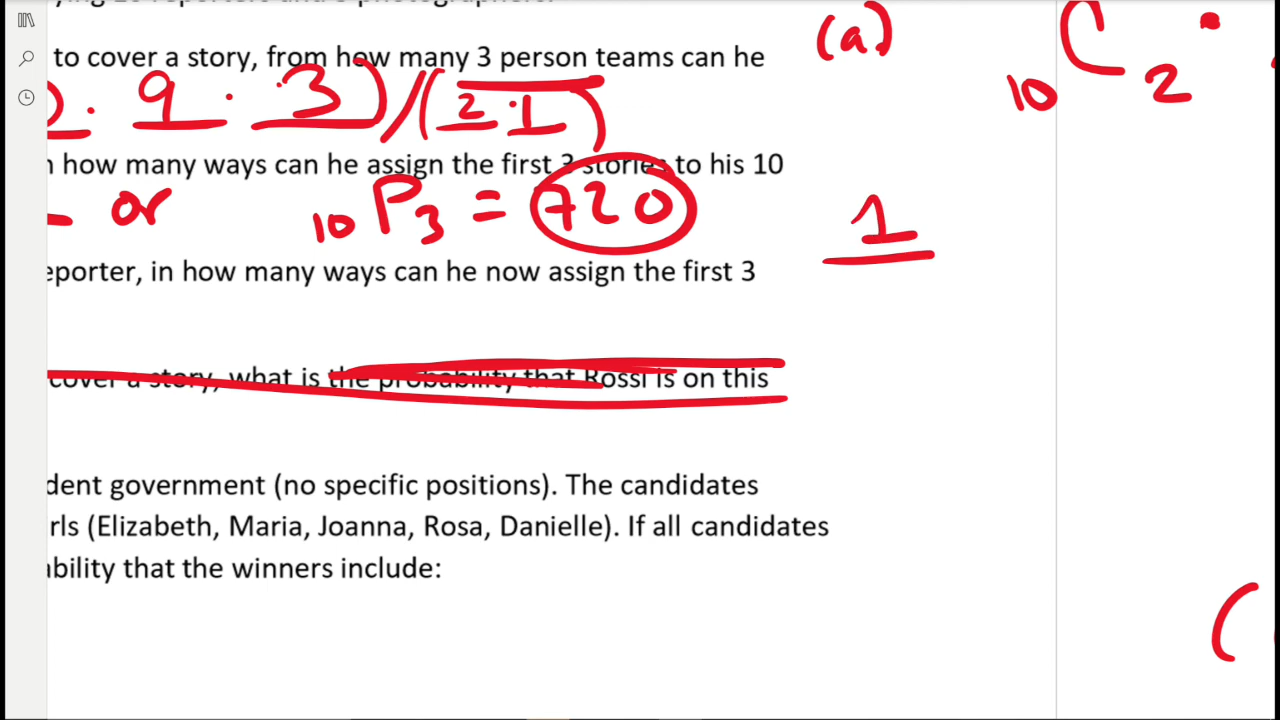 to cover a story, from how many 3 person teams can he
(a)
10 C 2 ·
· 9 · 3)/(2·1)
how many ways can he assign the first 3 stories to his 10
or 10 P 3 = 720
1
eporter, in how many ways can he now assign the first 3
cover a story, what is the probability that Rossi is on this
dent government (no specific positions). The candidates
rls (Elizabeth, Maria, Joanna, Rosa, Danielle). If all candidates
bility that the winners include:
(